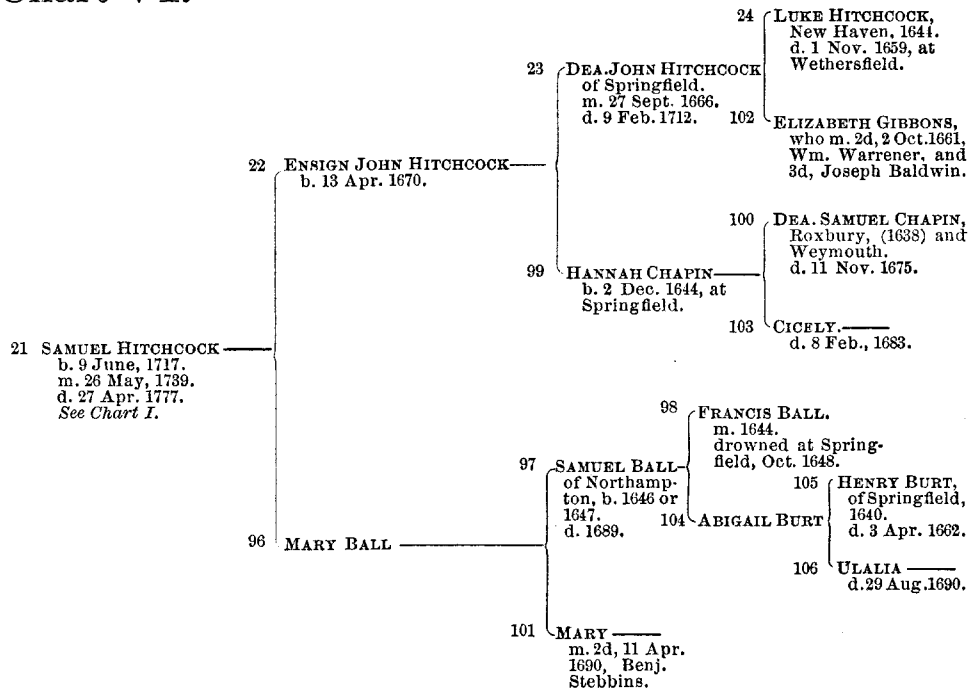 24 LUKE HITCHCOCK,
New Haven, 1644.
d. 1 Nov. 1659, at
Wethersfield.
23 DEA. JOHN HITCHCOCK
of Springfield.
m. 27 Sept. 1666.
d. 9 Feb. 1712.
102 ELIZABETH GIBBONS,
who m. 2d, 2 Oct. 1661,
Wm. Warrener, and
3d, Joseph Baldwin.
22 ENSIGN JOHN HITCHCOCK
b. 13 Apr. 1670.
100 DEA. SAMUEL CHAPIN,
Roxbury, (1638) and
Weymouth.
d. 11 Nov. 1675.
99 HANNAH CHAPIN
b. 2 Dec. 1644, at
Springfield.
103 CICELY.
d. 8 Feb., 1683.
21 SAMUEL HITCHCOCK
b. 9 June, 1717.
m. 26 May, 1739.
d. 27 Apr. 1777.
See Chart I.
98 FRANCIS BALL.
m. 1644.
drowned at Spring-
field, Oct. 1648.
97 SAMUEL BALL
of Northamp-
ton, b. 1646 or
1647.
d. 1689.
105 HENRY BURT,
of Springfield,
1640.
d. 3 Apr. 1662.
104 ABIGAIL BURT
96 MARY BALL
106 ULALIA
d. 29 Aug. 1690.
101 MARY
m. 2d, 11 Apr.
1690, Benj.
Stebbins.